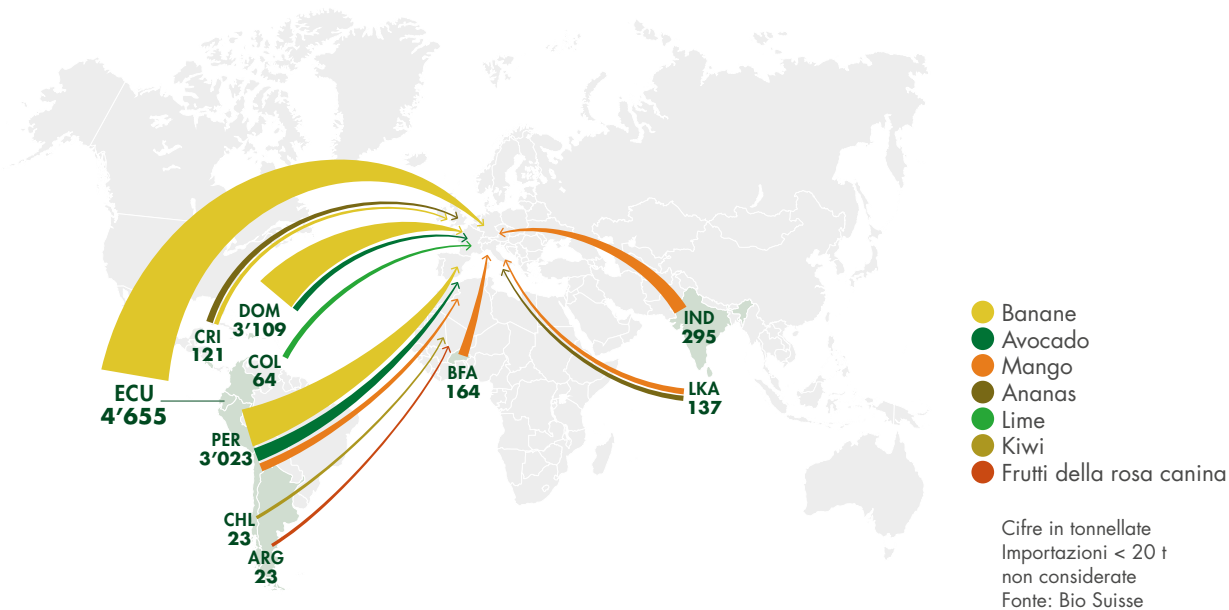 ECU
4’655
CRI
121
DOM
3’109
COL
64
PER
3’023
CHL
23
ARG
23
BFA
164
IND
295
LKA
137
Banane
Avocado
Mango
Ananas
Lime
Kiwi
Frutti della rosa canina
Cifre in tonnellate
Importazioni < 20 t
non considerate
Fonte: Bio Suisse